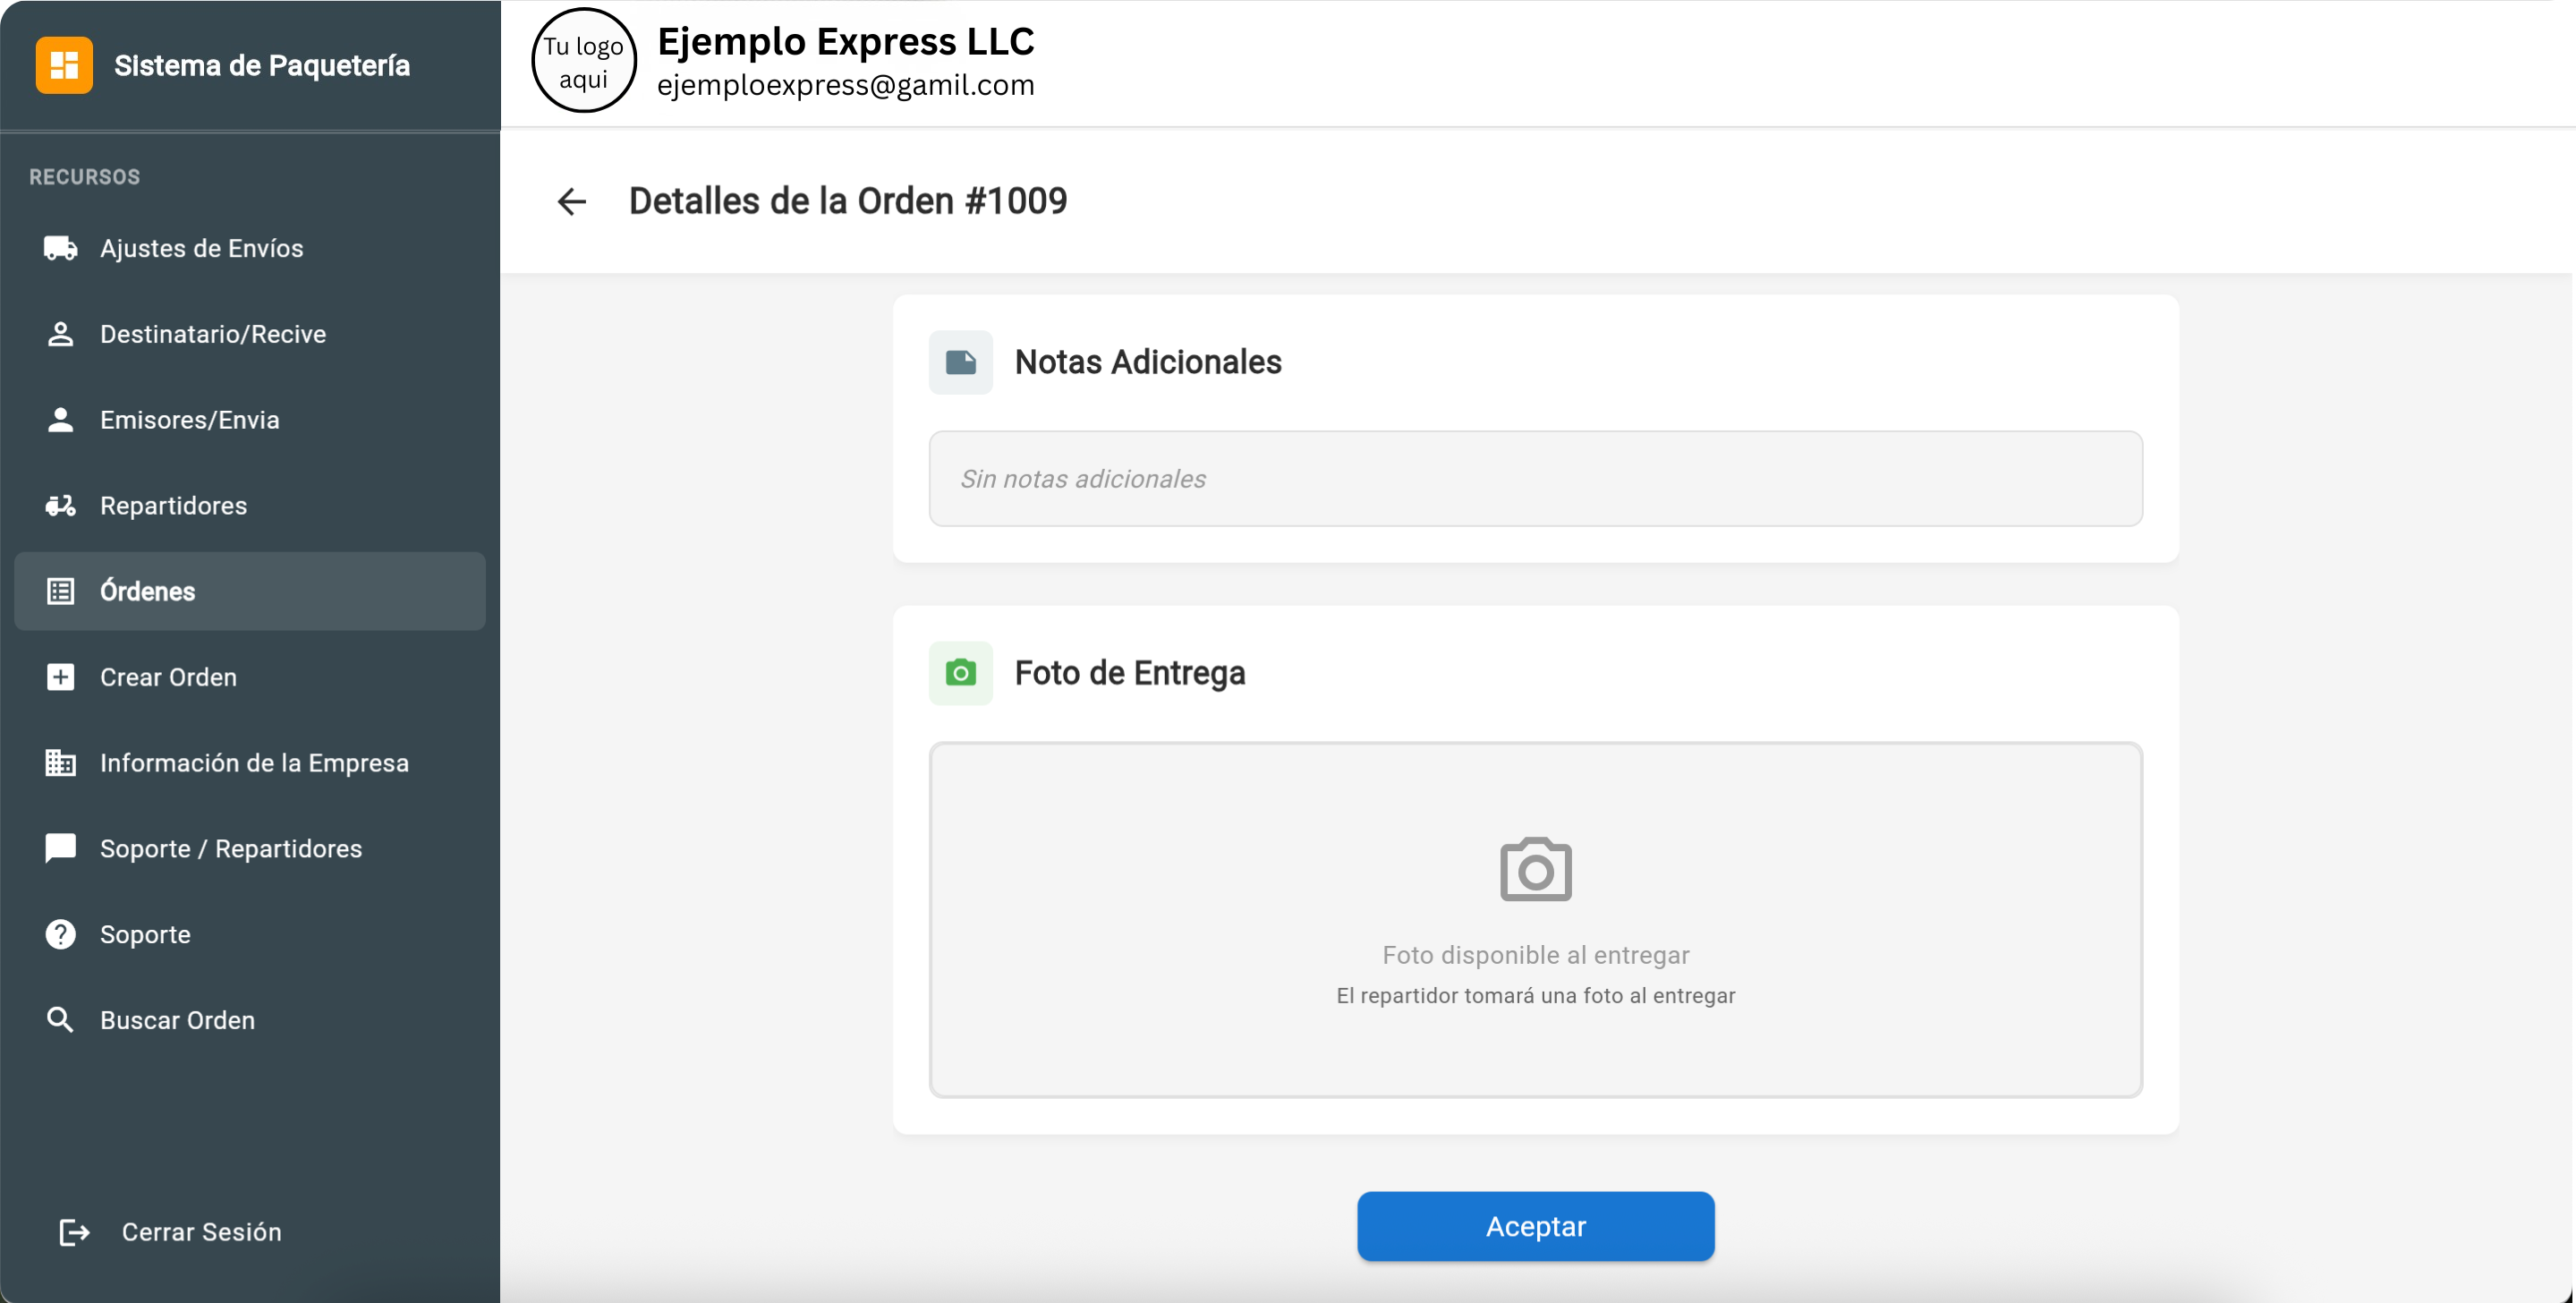 Sistema de Paquetería
Tu logo
aqui
Ejemplo Express LLC
ejemploexpress@gamil.com
RECURSOS
Ajustes de Envíos
Destinatario/Recive
Emisores/Envia
Repartidores
Órdenes
Crear Orden
Información de la Empresa
Soporte / Repartidores
Soporte
Buscar Orden
Cerrar Sesión
Detalles de la Orden #1009
Notas Adicionales
Sin notas adicionales
Foto de Entrega
Foto disponible al entregar
El repartidor tomará una foto al entregar
Aceptar